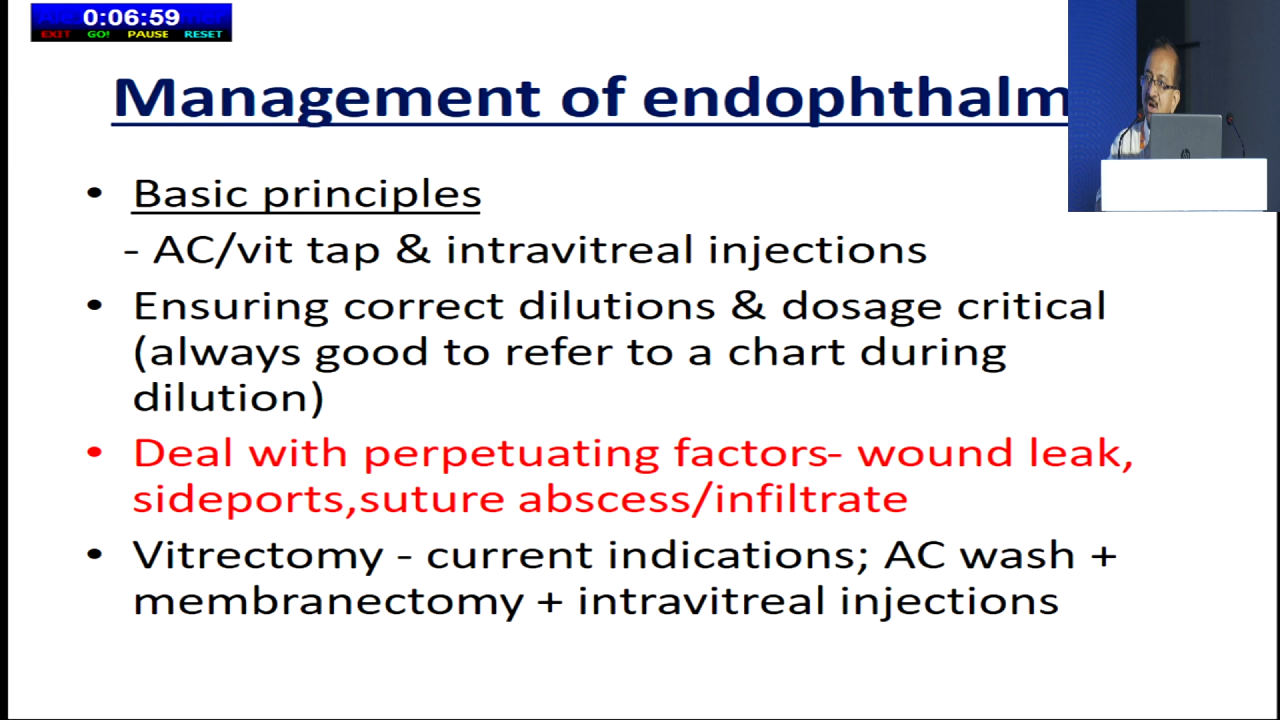 0:06:59
EXIT GO! PAUSE RESET
Management of endophthalm
• Basic principles
- AC/vit tap & intravitreal injections
• Ensuring correct dilutions & dosage critical
(always good to refer to a chart during
dilution)
• Deal with perpetuating factors- wound leak,
sideports,suture abscess/infiltrate
• Vitrectomy - current indications; AC wash +
membranectomy + intravitreal injections
hp